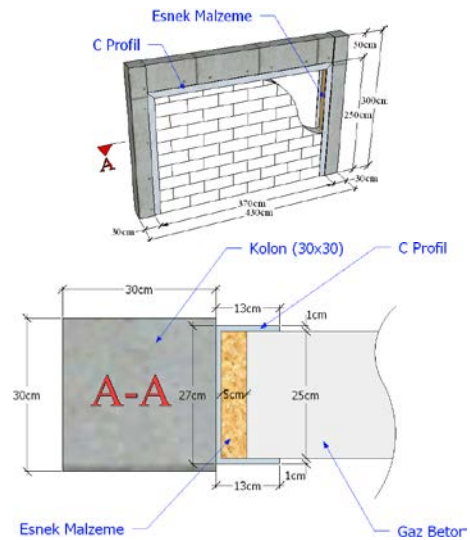 Esnek Malzeme
C Profil
50cm
300cm
250cm
A
370cm
430cm
30cm
30cm
Kolon (30x30)
C Profil
30cm
13cm
1cm
30cm
A-A
27cm
5cm
25cm
13cm
1cm
Esnek Malzeme
Gaz Beton